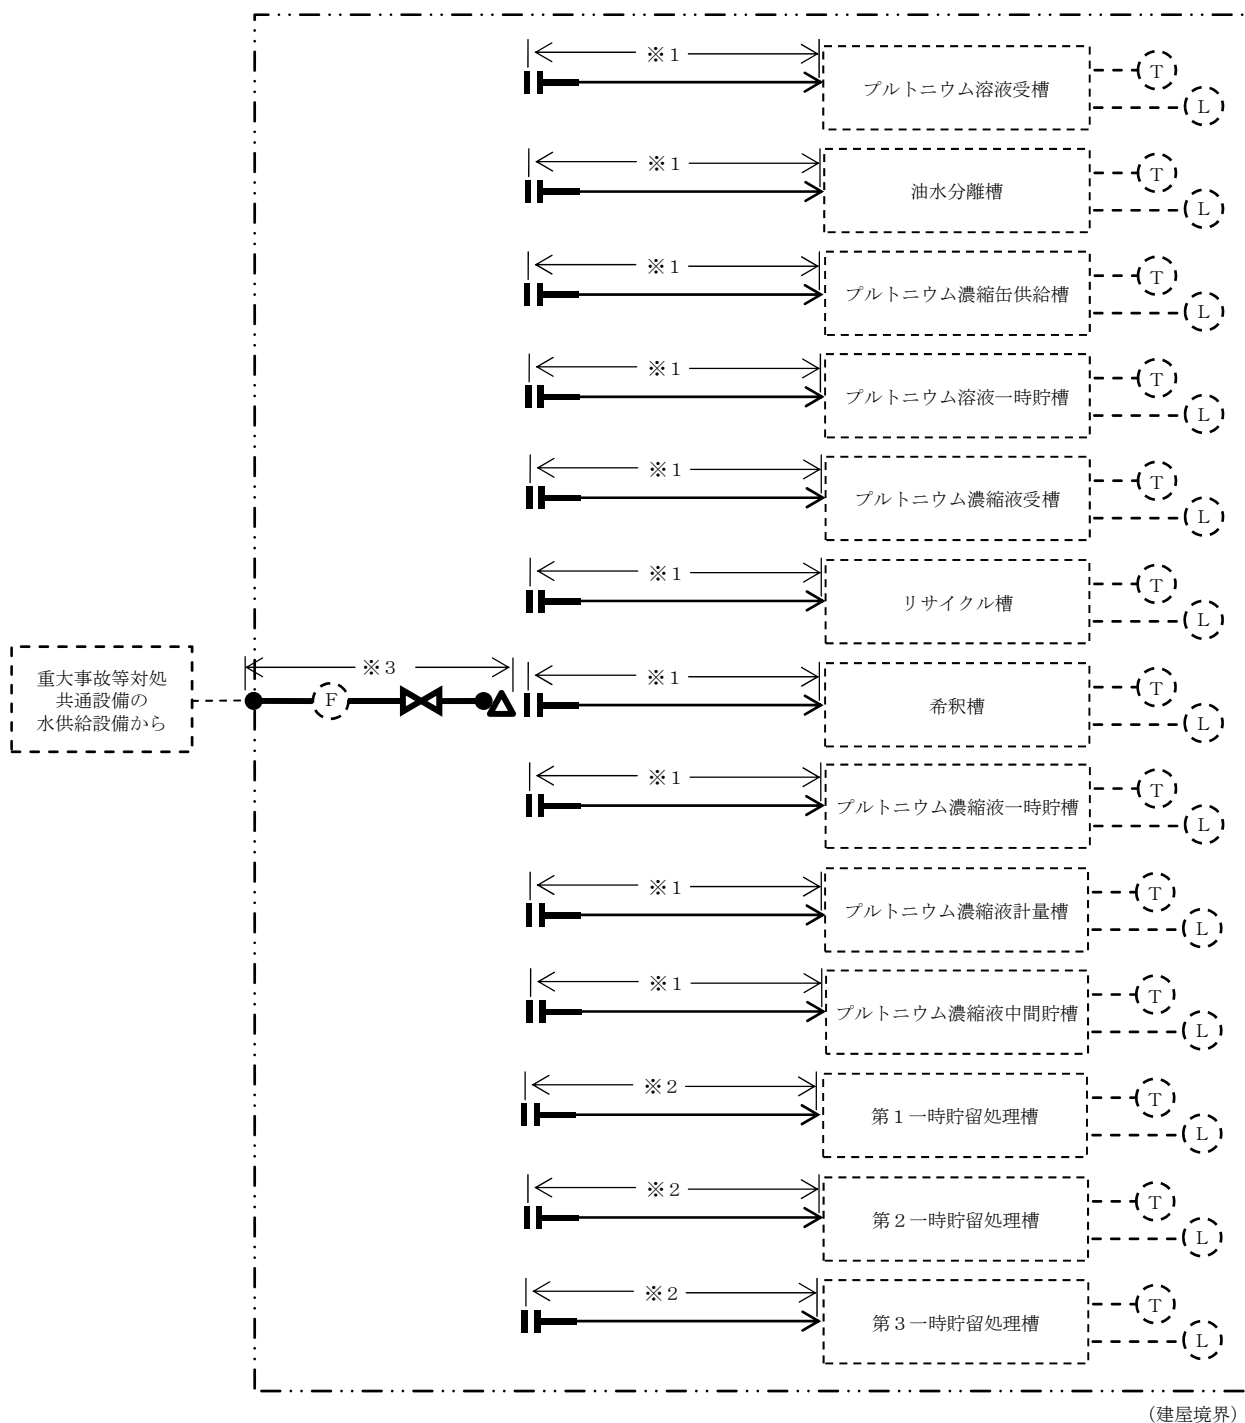 ※１
プルトニウム溶液受槽
T
L
※１
油水分離槽
T
L
※１
プルトニウム濃縮缶供給槽
T
L
※１
プルトニウム溶液一時貯槽
T
L
※１
プルトニウム濃縮液受槽
T
L
※１
リサイクル槽
T
L
重大事故等対処
共通設備の
水供給設備から
※３
F
※１
希釈槽
T
L
※１
プルトニウム濃縮液一時貯槽
T
L
※１
プルトニウム濃縮液計量槽
T
L
※１
プルトニウム濃縮液中間貯槽
T
L
※２
第１一時貯留処理槽
T
L
※２
第２一時貯留処理槽
T
L
※２
第３一時貯留処理槽
T
L
（建屋境界）